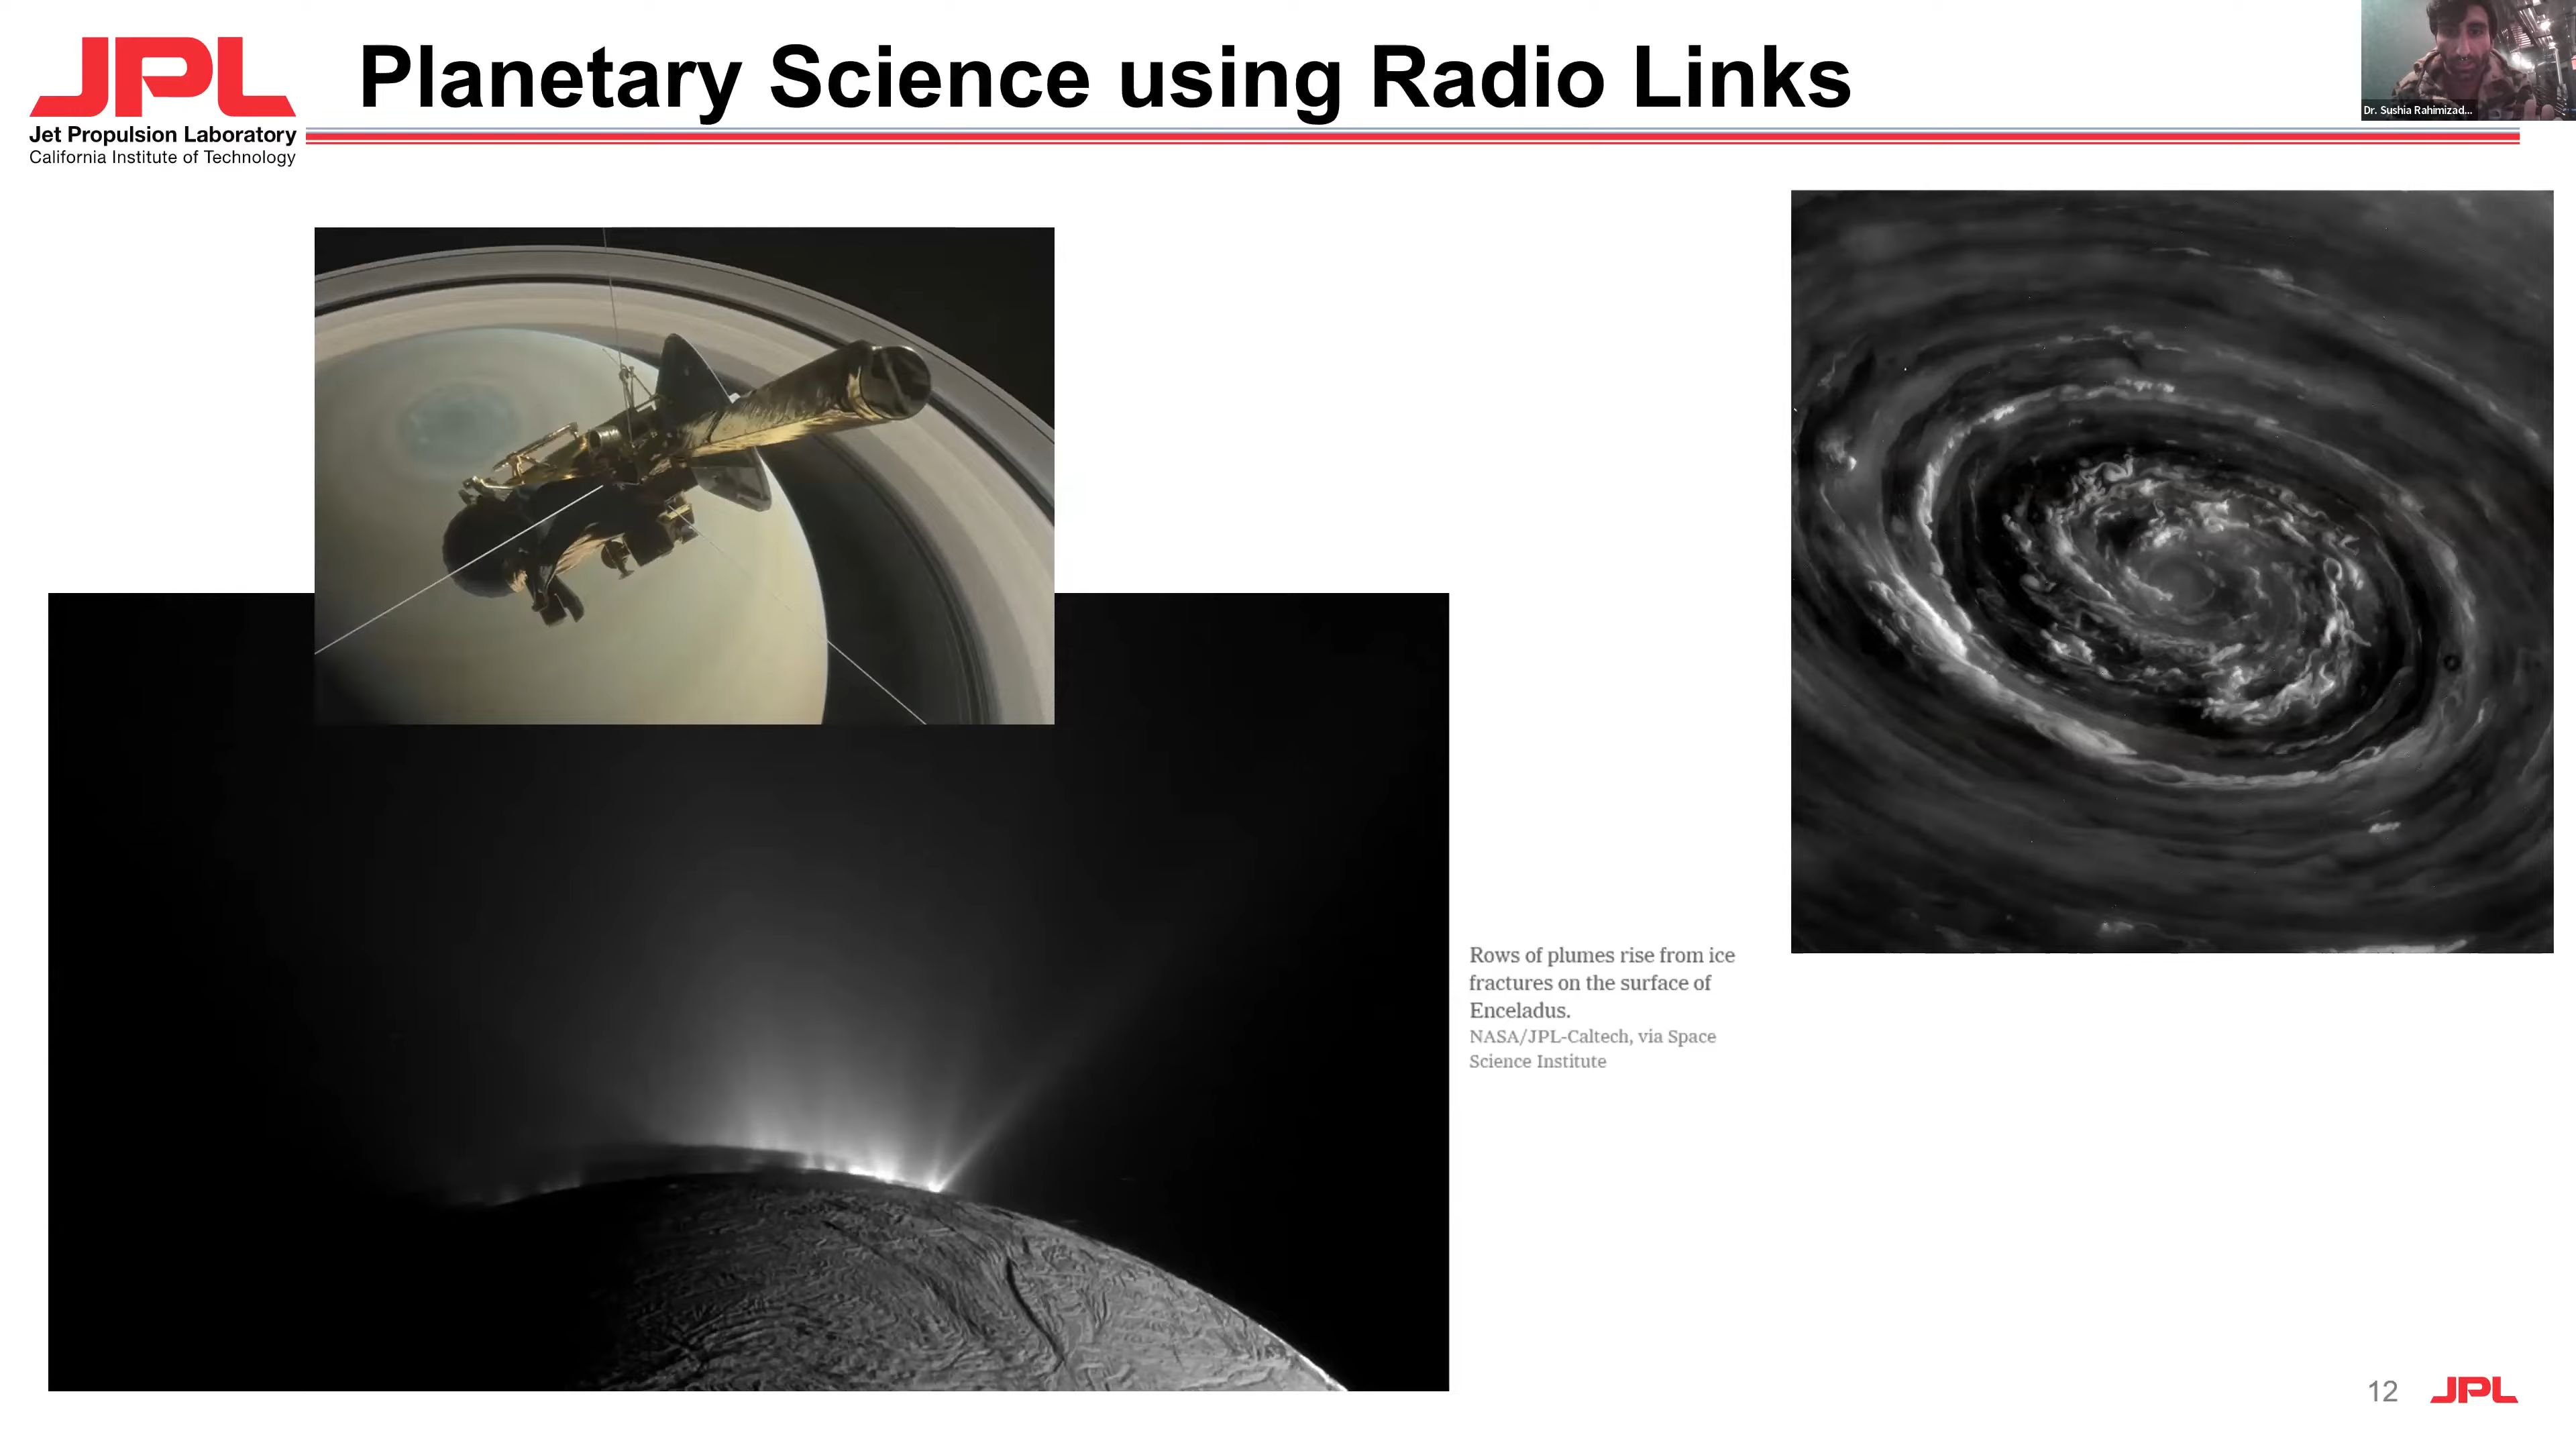 JPL
Jet Propulsion Laboratory
California Institute of Technology
Planetary Science using Radio Links
Dr. Sushia Rahimizad...
Rows of plumes rise from ice
fractures on the surface of
Enceladus.
NASA/JPL-Caltech, via Space
Science Institute
12
JPL